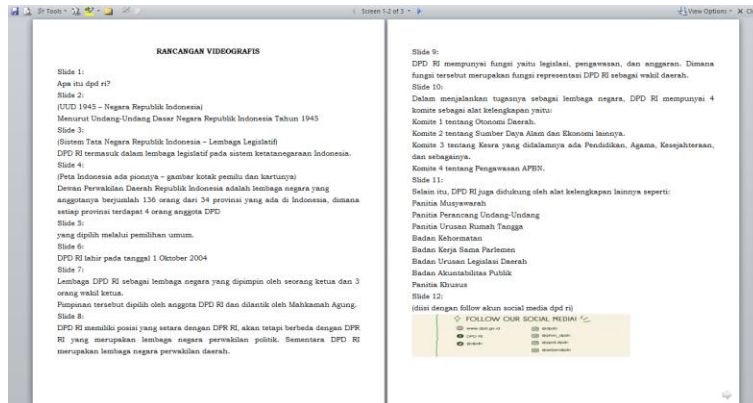 Tools
Screen 1-2 of 3
View Options
RANCANGAN VIDEOGRAFIS
Slide 1:
Apa itu dpd ri?
Slide 2:
(UUD 1945 – Negara Republik Indonesia)
Menurut Undang-Undang Dasar Negara Republik Indonesia Tahun 1945
Slide 3:
(Sistem Tata Negara Republik Indonesia – Lembaga Legislatif)
DPD RI termasuk dalam lembaga legislatif pada sistem ketatanegaraan Indonesia.
Slide 4:
(Peta Indonesia ada pionnya – gambar kotak pemilu dan kartunya)
Dewan Perwakilan Daerah Republik Indonesia adalah lembaga negara yang
anggotanya berjumlah 136 orang dari 34 provinsi yang ada di Indonesia, dimana
setiap provinsi terdapat 4 orang anggota DPD
Slide 5:
yang dipilih melalui pemilihan umum.
Slide 6:
DPD RI lahir pada tanggal 1 Oktober 2004
Slide 7:
Lembaga DPD RI sebagai lembaga negara yang dipimpin oleh seorang ketua dan 3
orang wakil ketua.
Pimpinan tersebut dipilih oleh anggota DPD RI dan dilantik oleh Mahkamah Agung.
Slide 8:
DPD RI memiliki posisi yang setara dengan DPR RI, akan tetapi berbeda dengan DPR
RI yang merupakan lembaga negara perwakilan politik. Sementara DPD RI
merupakan lembaga negara perwakilan daerah.
Slide 9:
DPD RI mempunyai fungsi yaitu legislasi, pengawasan, dan anggaran. Dimana
fungsi tersebut merupakan fungsi representasi DPD RI sebagai wakil daerah.
Slide 10:
Dalam menjalankan tugasnya sebagai lembaga negara, DPD RI mempunyai 4
komite sebagai alat kelengkapan yaitu:
Komite 1 tentang Otonomi Daerah.
Komite 2 tentang Sumber Daya Alam dan Ekonomi lainnya.
Komite 3 tentang Kesra yang didalamnya ada Pendidikan, Agama, Kesejahteraan,
dan sebagainya.
Komite 4 tentang Pengawasan APBN.
Slide 11:
Selain itu, DPD RI juga didukung oleh alat kelengkapan lainnya seperti:
Panitia Musyawarah
Panitia Perancang Undang-Undang
Panitia Urusan Rumah Tangga
Badan Kehormatan
Badan Kerja Sama Parlemen
Badan Urusan Legislasi Daerah
Badan Akuntabilitas Publik
Panitia Khusus
Slide 12:
(diisi dengan follow akun social media dpd ri)
FOLLOW OUR SOCIAL MEDIA!
www.dpd.go.id
DPD RI